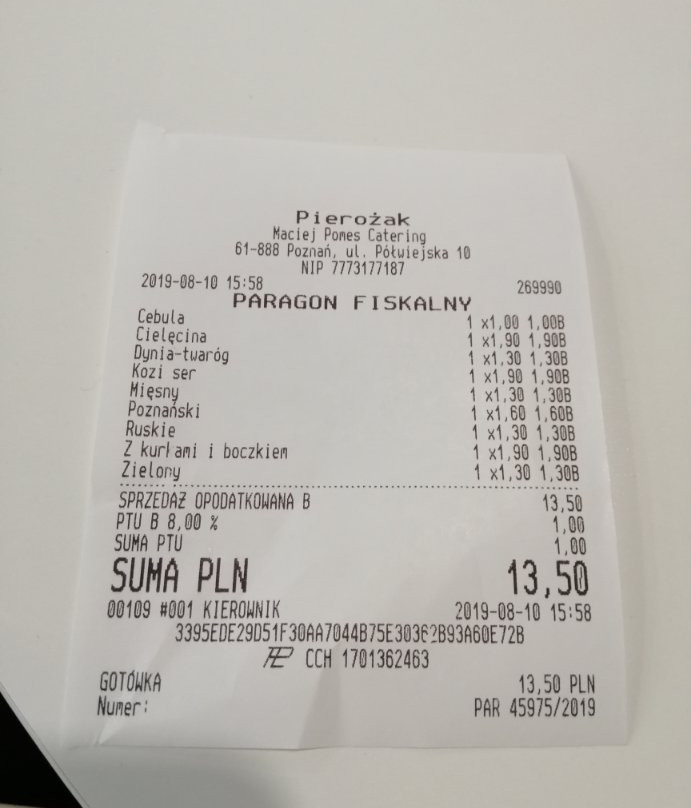 Pierożak
Maciej Pomes Catering
61-888 Poznań, ul. Półwiejska 10
NIP 7773177187
2019-08-10 15:58 269990
PARAGON FISKALNY
Cebula 1 x1,00 1,00B
Cielęcina 1 x1,90 1,90B
Dynia-twaróg 1 x1,30 1,30B
Kozi ser 1 x1,90 1,90B
Mięsny 1 x1,30 1,30B
Poznański 1 x1,60 1,60B
Ruskie 1 x1,30 1,30B
Z kurkami i boczkiem 1 x1,90 1,90B
Zielony 1 x1,30 1,30B
SPRZEDAŻ OPODATKOWANA B 13,50
PTU B 8,00 % 1,00
SUMA PTU 1,00
SUMA PLN 13,50
00109 #001 KIEROWNIK 2019-08-10 15:58
3395EDE29D51F30AA7044B75E30362B93A60E72B
CCH 1701362463
GOTÓWKA 13,50 PLN
Numer: PAR 45975/2019